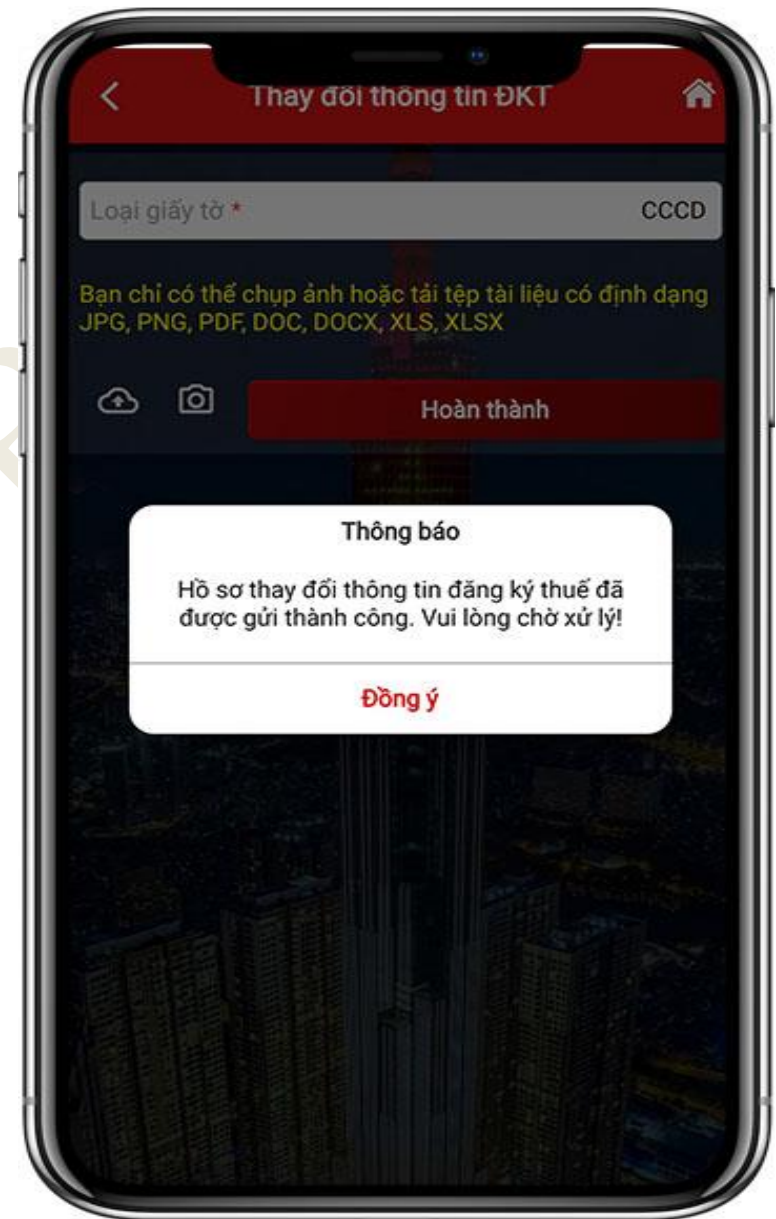 Thay đổi thông tin ĐKT
Loại giấy tờ * CCCD
Bạn chỉ có thể chụp ảnh hoặc tải tệp tài liệu có định dạng
JPG, PNG, PDF, DOC, DOCX, XLS, XLSX
Hoàn thành
Thông báo
Hồ sơ thay đổi thông tin đăng ký thuế đã
được gửi thành công. Vui lòng chờ xử lý!
Đồng ý